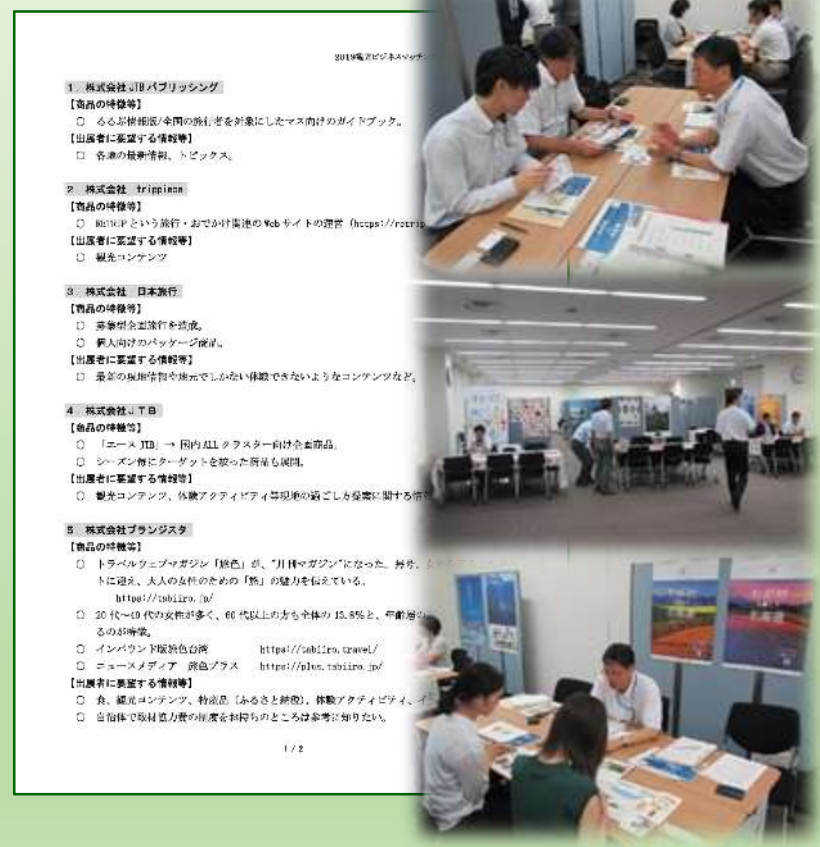 2019観光ビジネスマッチン
1 株式会社JTBパブリッシング
【商品の特徴等】
○ るるぶ情報版/全国の旅行者を対象にしたマス向けのガイドブック。
【出展者に要望する情報等】
○ 各地の最新情報、トピックス。
2 株式会社 trippiece
【商品の特徴等】
○ RETRIPという旅行・おでかけ関連のWebサイトの運営(https://retrip
【出展者に要望する情報等】
○ 観光コンテンツ
3 株式会社 日本旅行
【商品の特徴等】
○ 募集型企画旅行を造成。
○ 個人向けのパッケージ商品。
【出展者に要望する情報等】
○ 最新の現地情報や地元でしかない体験できないようなコンテンツなど。
4 株式会社JTB
【商品の特徴等】
○ 「エースJTB」→ 国内ALLクラスター向け企画商品。
○ シーズン毎にターゲットを絞った商品も展開。
【出展者に要望する情報等】
○ 観光コンテンツ、体験アクティビティ等現地の過ごし方提案に関する情報
5 株式会社ブランジスタ
【商品の特徴等】
○ トラベルウェブマガジン「旅色」が、"月刊マガジン"になった。毎号、
トに迎え、大人の女性のための「旅」の魅力を伝えている。
https://tabiiro.jp/
○ 20代~40代の女性が多く、60代以上の方も全体の13.8%と、年齢層の
るのが特徴。
○ インバウンド版旅色台湾 https://tabiiro.travel/
○ ニュースメディア 旅色プラス https://plus.tabiiro.jp/
【出展者に要望する情報等】
○ 食、観光コンテンツ、特産品(ふるさと納税)、体験アクティビティ、イ
○ 自治体で取材協力費の制度をお持ちのところは参考に知りたい。
1 / 2